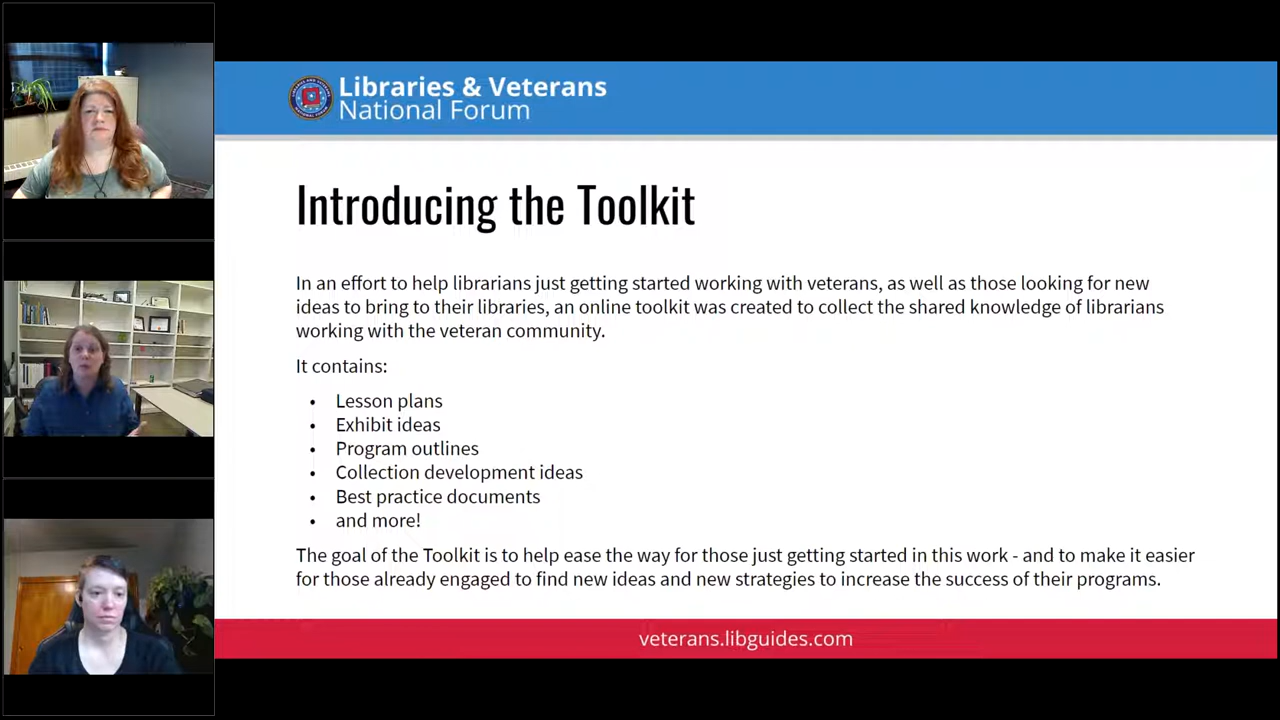 Libraries & Veterans
National Forum
Introducing the Toolkit
In an effort to help librarians just getting started working with veterans, as well as those looking for new
ideas to bring to their libraries, an online toolkit was created to collect the shared knowledge of librarians
working with the veteran community.
It contains:
• Lesson plans
• Exhibit ideas
• Program outlines
• Collection development ideas
• Best practice documents
• and more!
The goal of the Toolkit is to help ease the way for those just getting started in this work - and to make it easier
for those already engaged to find new ideas and new strategies to increase the success of their programs.
veterans.libguides.com